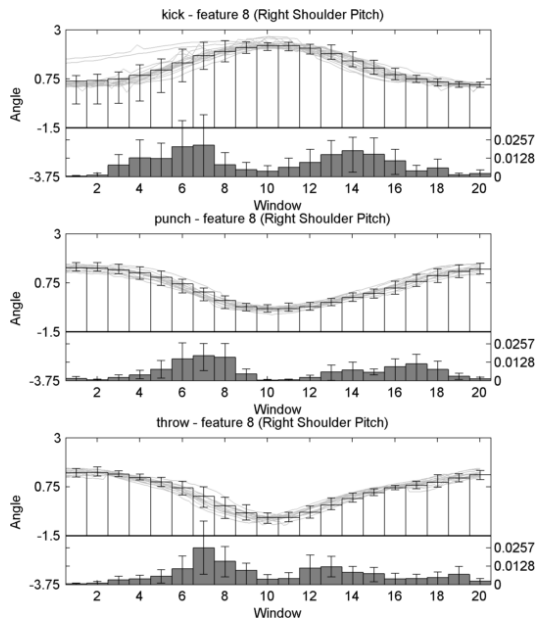 kick - feature 8 (Right Shoulder Pitch)
3
0.75
-1.5
-3.75
Angle
0.0257
0.0128
0
2 4 6 8 10 12 14 16 18 20
Window
punch - feature 8 (Right Shoulder Pitch)
3
0.75
-1.5
-3.75
Angle
0.0257
0.0128
0
2 4 6 8 10 12 14 16 18 20
Window
throw - feature 8 (Right Shoulder Pitch)
3
0.75
-1.5
-3.75
Angle
0.0257
0.0128
0
2 4 6 8 10 12 14 16 18 20
Window